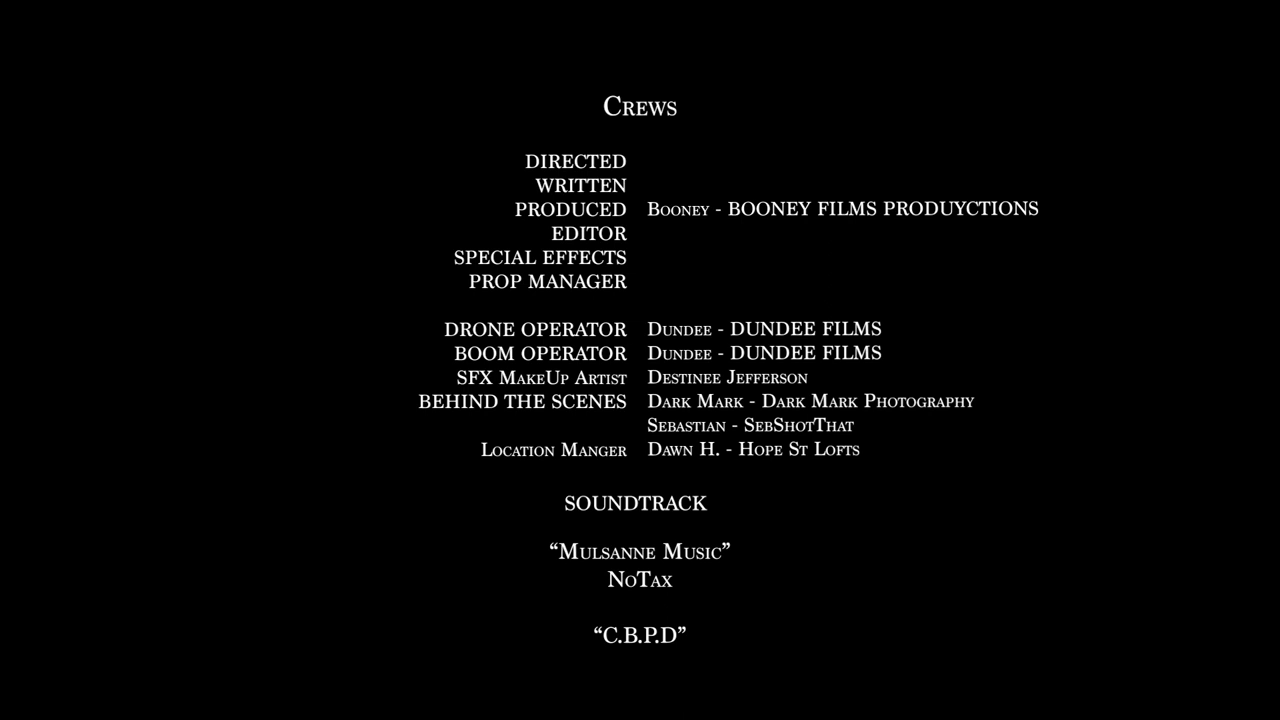 Crews
DIRECTED
WRITTEN
PRODUCED Booney - BOONEY FILMS PRODUYCTIONS
EDITOR
SPECIAL EFFECTS
PROP MANAGER
DRONE OPERATOR Dundee - DUNDEE FILMS
BOOM OPERATOR Dundee - DUNDEE FILMS
SFX MakeUp Artist Destinee Jefferson
BEHIND THE SCENES Dark Mark - Dark Mark Photography
Sebastian - SebShotThat
Location Manger Dawn H. - Hope St Lofts
SOUNDTRACK
“Mulsanne Music”
NoTax
“C.B.P.D”